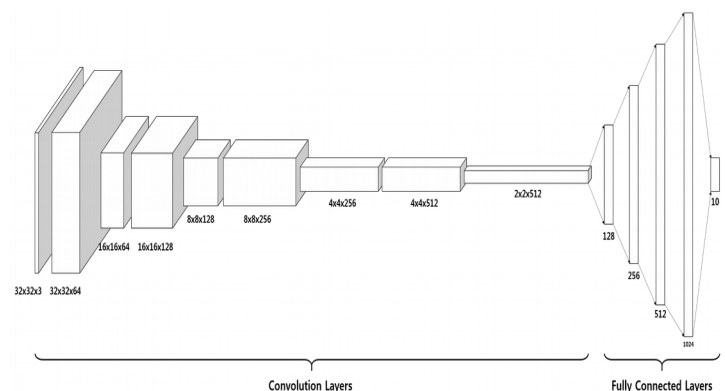 32x32x3
32x32x64
16x16x64
16x16x128
8x8x128
8x8x256
4x4x256
4x4x512
2x2x512
128
256
512
1024
10
Convolution Layers
Fully Connected Layers